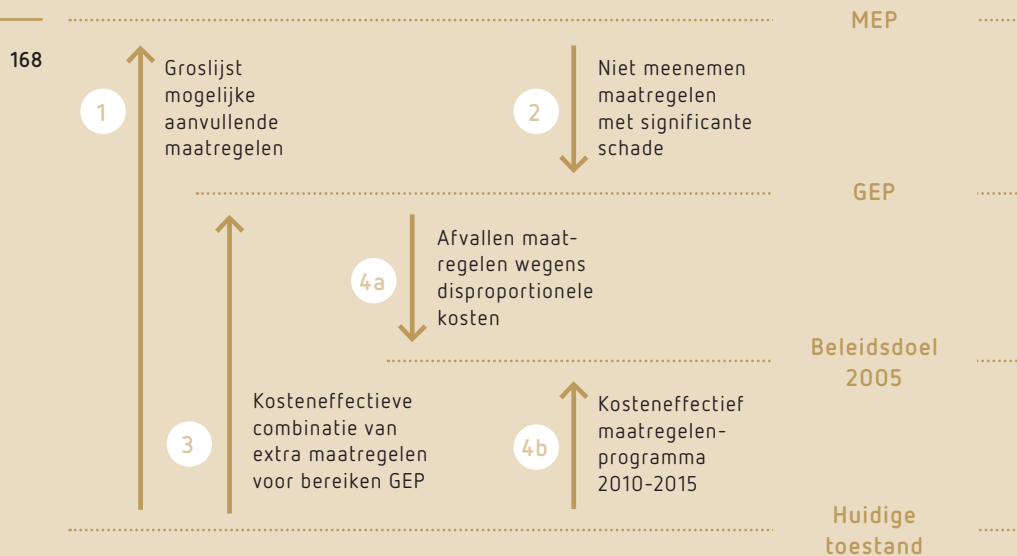 MEP
168
1
Groslijst
mogelijke
aanvullende
maatregelen
2
Niet meenemen
maatregelen
met significante
schade
GEP
4a
Afvallen maat-
regelen wegens
disproportionele
kosten
Beleidsdoel
2005
3
Kosteneffectieve
combinatie van
extra maatregelen
voor bereiken GEP
4b
Kosteneffectief
maatregelen-
programma
2010-2015
Huidige
toestand